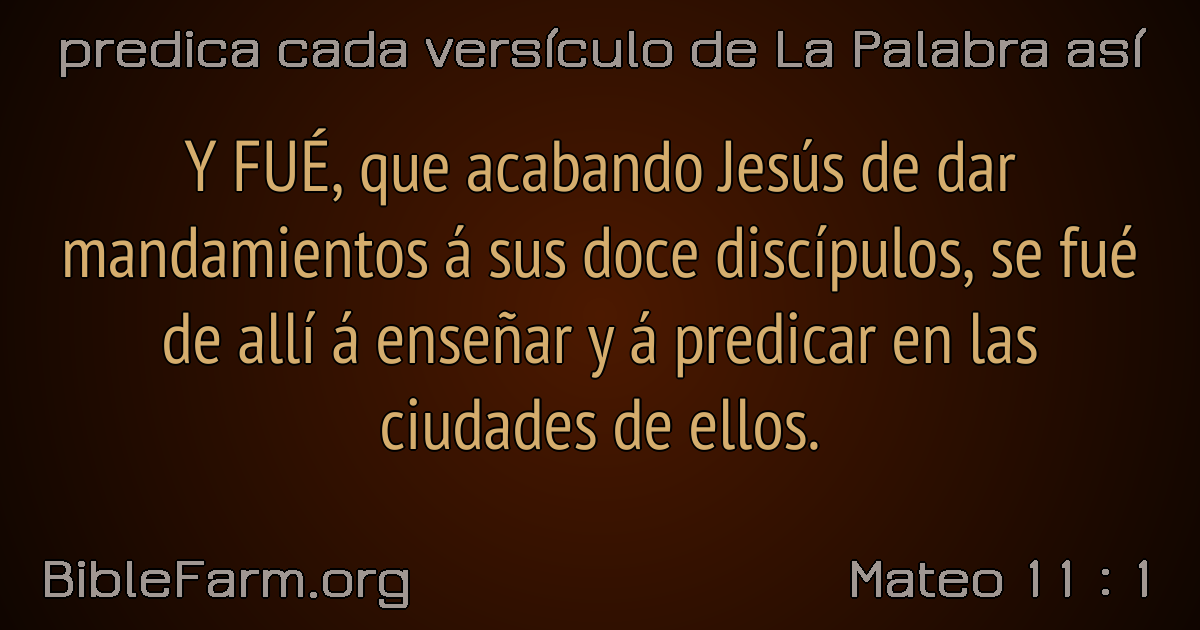 predica cada versículo de La Palabra así
Y FUÉ, que acabando Jesús de dar
mandamientos á sus doce discípulos, se fué
de allí á enseñar y á predicar en las
ciudades de ellos.
BibleFarm.org
Mateo 11 : 1